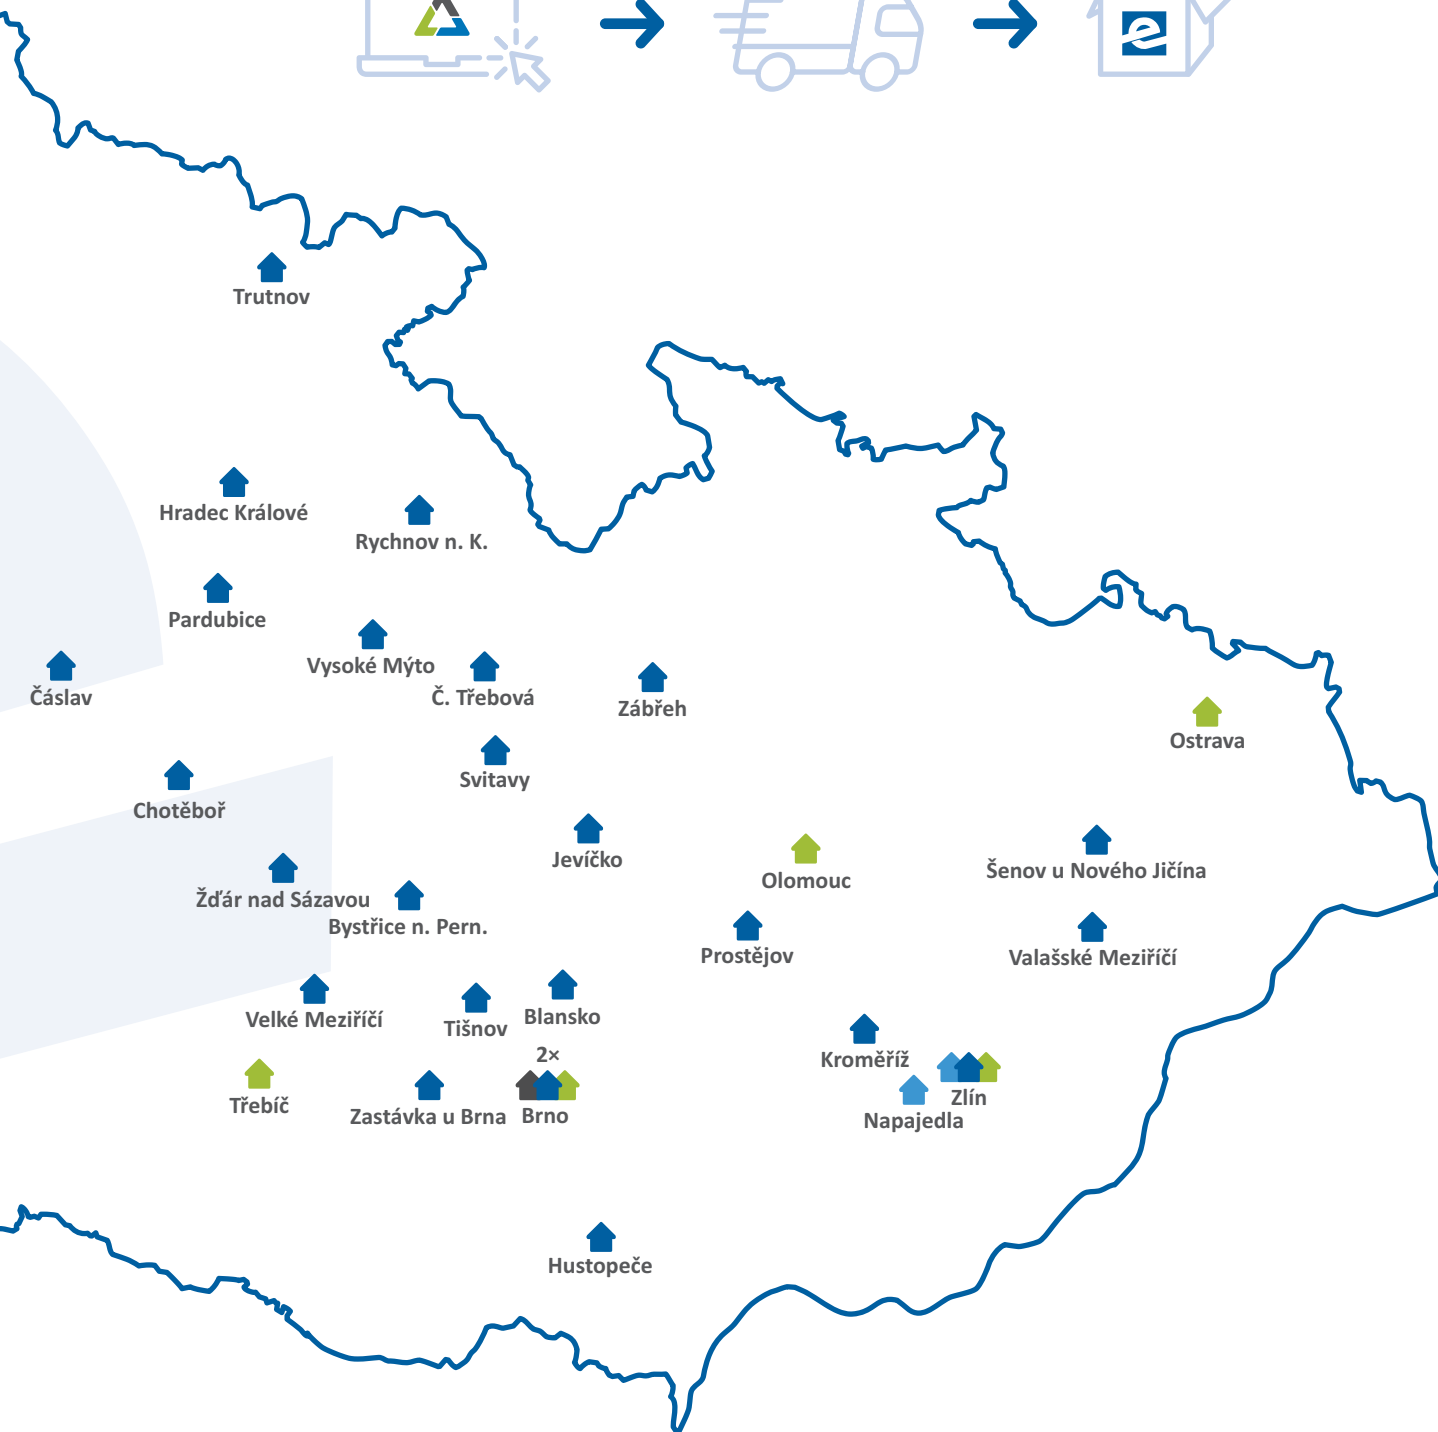 Trutnov
Hradec Králové
Rychnov n. K.
Pardubice
Vysoké Mýto
Č. Třebová
Čáslav
Zábřeh
Ostrava
Svitavy
Chotěboř
Jevíčko
Olomouc
Šenov u Nového Jičína
Žďár nad Sázavou
Bystřice n. Pern.
Prostějov
Valašské Meziříčí
Velké Meziříčí
Tišnov
Blansko
2×
Kroměříž
Třebíč
Zastávka u Brna
Brno
Zlín
Napajedla
Hustopeče